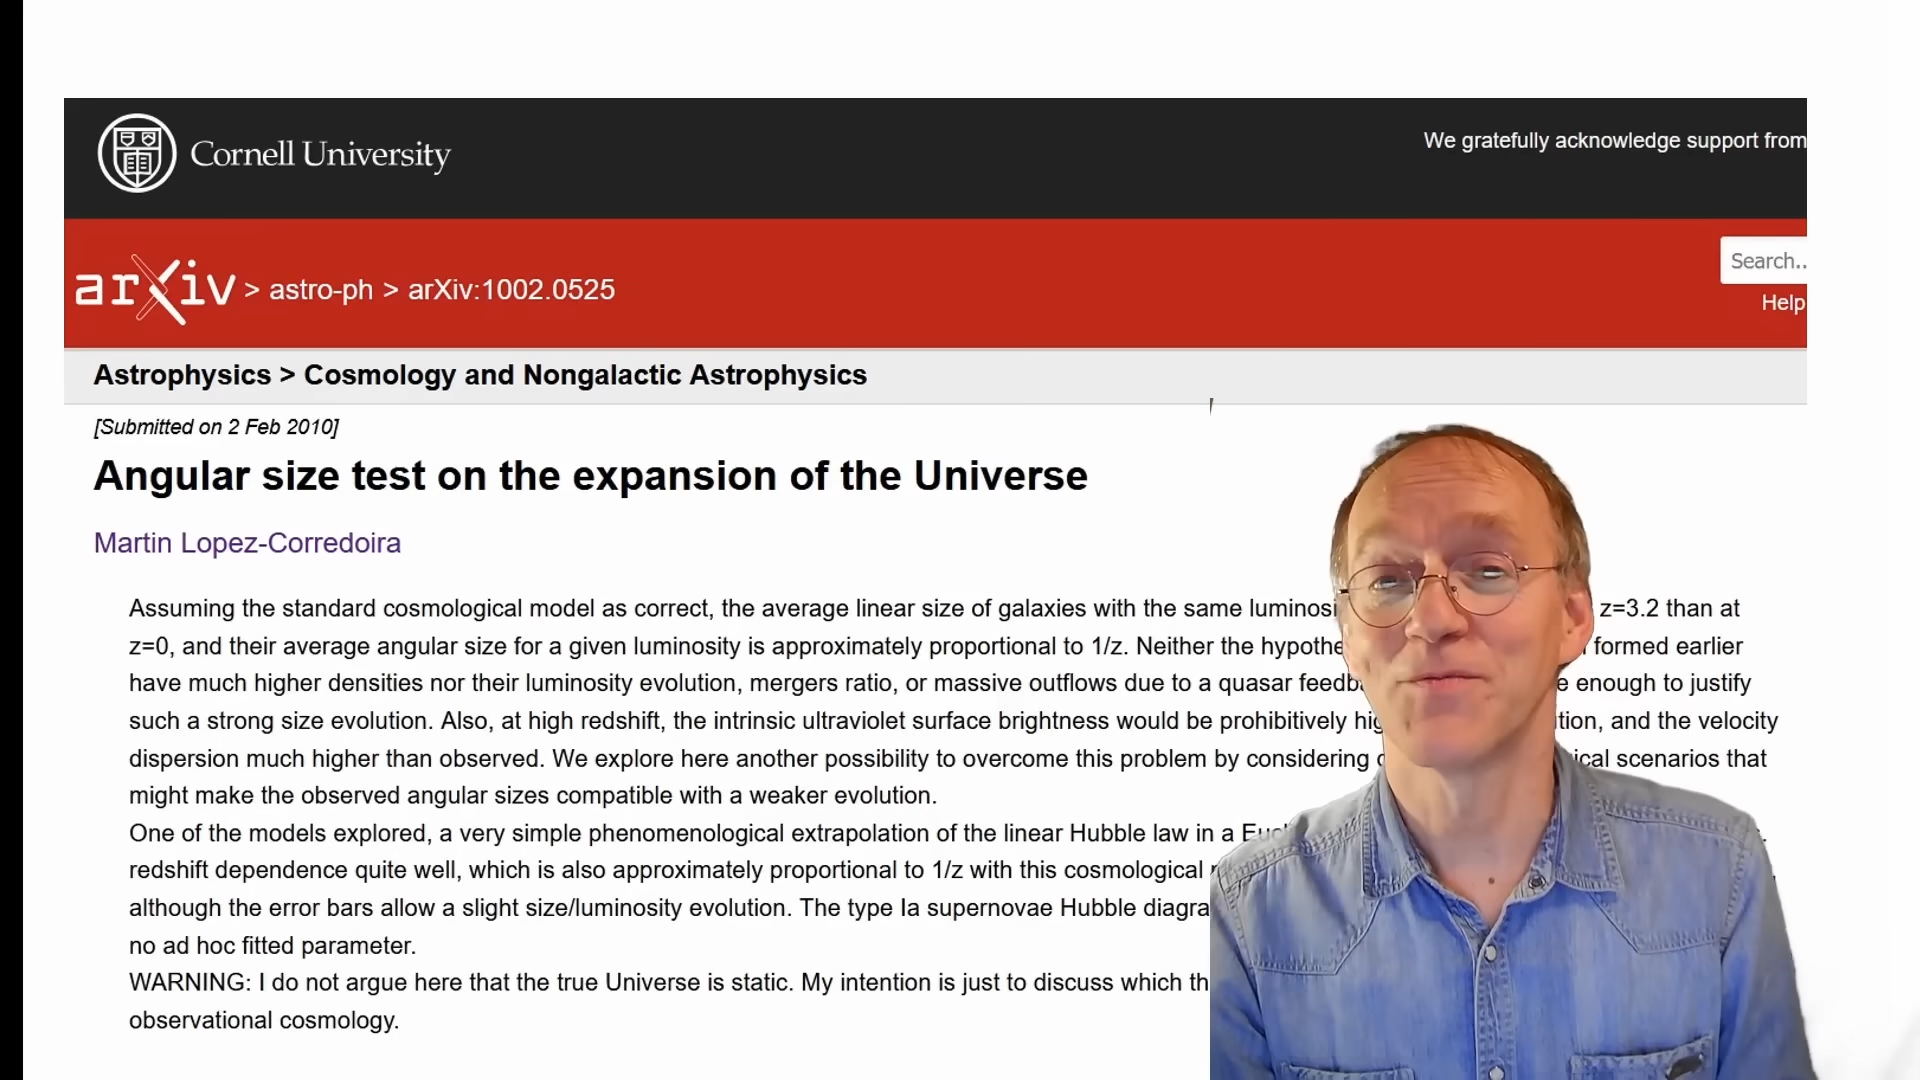 Cornell University
We gratefully acknowledge support from
arXiv > astro-ph > arXiv:1002.0525
Search..
Help
Astrophysics > Cosmology and Nongalactic Astrophysics
[Submitted on 2 Feb 2010]
Angular size test on the expansion of the Universe
Martin Lopez-Corredoira
Assuming the standard cosmological model as correct, the average linear size of galaxies with the same z=3.2 than at
z=0, and their average angular size for a given luminosity is approximately proportional to 1/z. Neither the formed earlier
have much higher densities nor their luminosity evolution, mergers ratio, or massive outflows due to a quasar enough to justify
such a strong size evolution. Also, at high redshift, the intrinsic ultraviolet surface brightness would be prohibitively and the velocity
dispersion much higher than observed. We explore here another possibility to overcome this problem by considering scenarios that
might make the observed angular sizes compatible with a weaker evolution.
One of the models explored, a very simple phenomenological extrapolation of the linear Hubble law in a
redshift dependence quite well, which is also approximately proportional to 1/z with this cosmological
although the error bars allow a slight size/luminosity evolution. The type Ia supernovae Hubble
no ad hoc fitted parameter.
WARNING: I do not argue here that the true Universe is static. My intention is just to discuss which
observational cosmology.